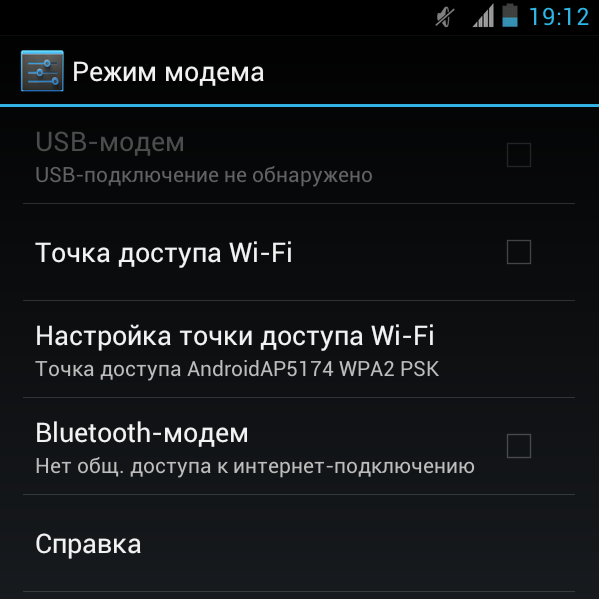 19:12
Режим модема
USB-модем
USB-подключение не обнаружено
Точка доступа Wi-Fi
Настройка точки доступа Wi-Fi
Точка доступа AndroidAP5174 WPA2 PSK
Bluetooth-модем
Нет общ. доступа к интернет-подключению
Справка